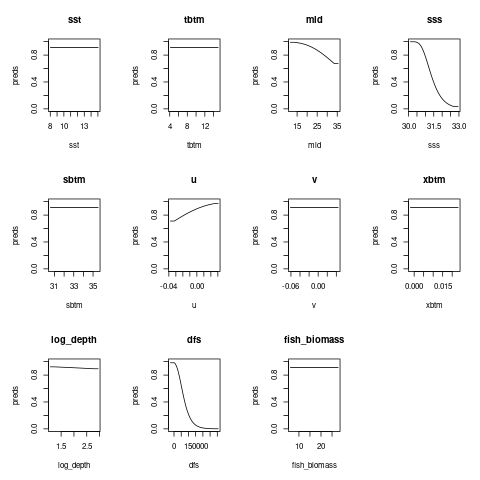 sst tbtm mld sss
preds preds preds preds
0.0 0.4 0.8 0.0 0.4 0.8 0.0 0.4 0.8 0.0 0.4 0.8
8 10 13 4 6 8 12 15 25 35 30.0 31.5 33.0
sst tbtm mld sss
sbtm u v xbtm
preds preds preds preds
0.0 0.4 0.8 0.0 0.4 0.8 0.0 0.4 0.8 0.0 0.4 0.8
31 33 35 -0.04 0.00 -0.06 0.00 0.000 0.015
sbtm u v xbtm
log_depth dfs fish_biomass
preds preds preds
0.0 0.4 0.8 0.0 0.4 0.8 0.0 0.4 0.8
1.5 2.5 0 150000 10 20
log_depth dfs fish_biomass